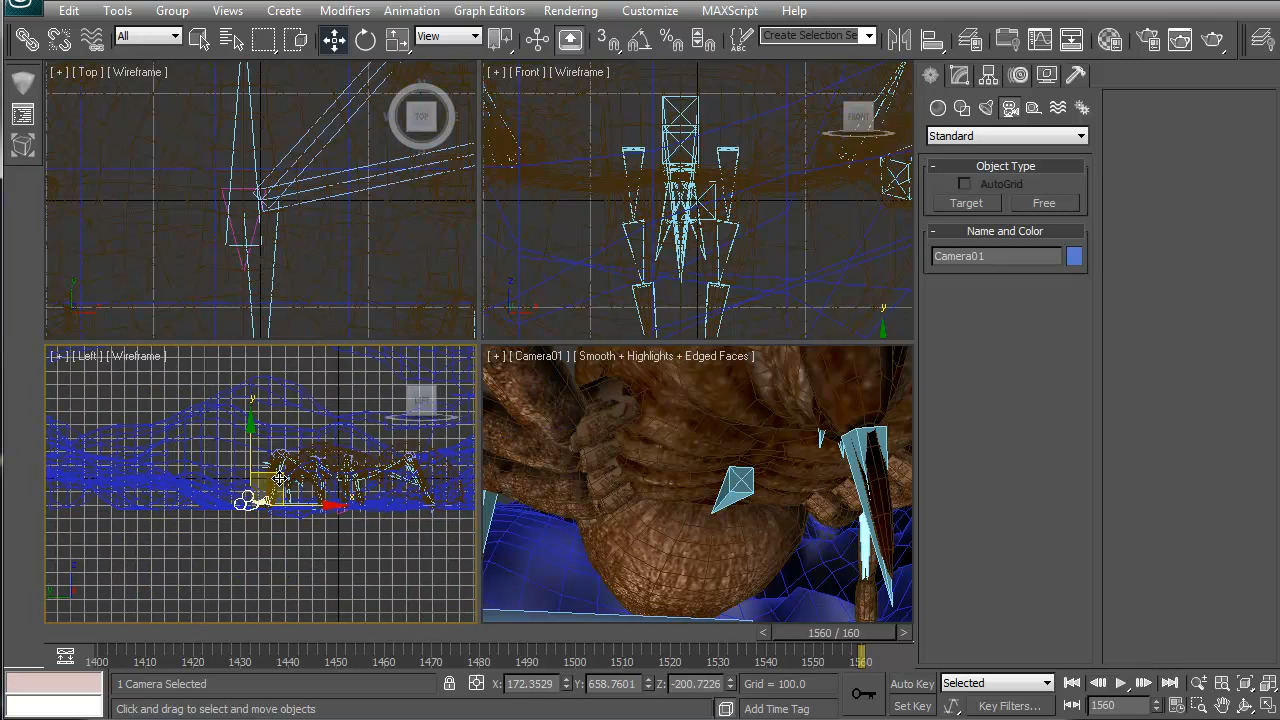 Edit Tools Group Views Create Modifiers Animation Graph Editors Rendering Customize MAXScript Help
All View Create Selection Se
[ + ] [ Top ] [ Wireframe ]
TOP
[ + ] [ Front ] [ Wireframe ]
FRONT
Standard
- Object Type
AutoGrid
Target Free
- Name and Color
Camera01
[ + ] [ Left ] [ Wireframe ]
LEFT
[ + ] [ Camera01 ] [ Smooth + Highlights + Edged Faces ]
< 1560 / 160 >
1400 1410 1420 1430 1440 1450 1460 1470 1480 1490 1500 1510 1520 1530 1540 1550 1560
1 Camera Selected X: 172.3529 Y: 658.7601 Z: -200.7226 Grid = 100.0 Auto Key Selected
Click and drag to select and move objects Add Time Tag Set Key Key Filters... 1560